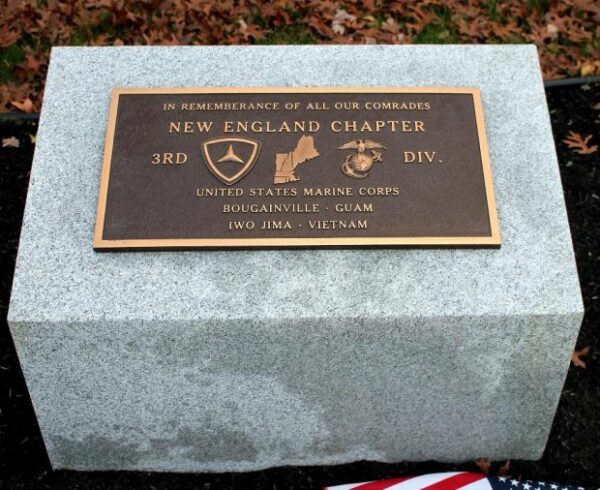 IN REMEMBERANCE OF ALL OUR COMRADES
NEW ENGLAND CHAPTER
3RD DIV.
UNITED STATES MARINE CORPS
BOUGAINVILLE · GUAM
IWO JIMA · VIETNAM